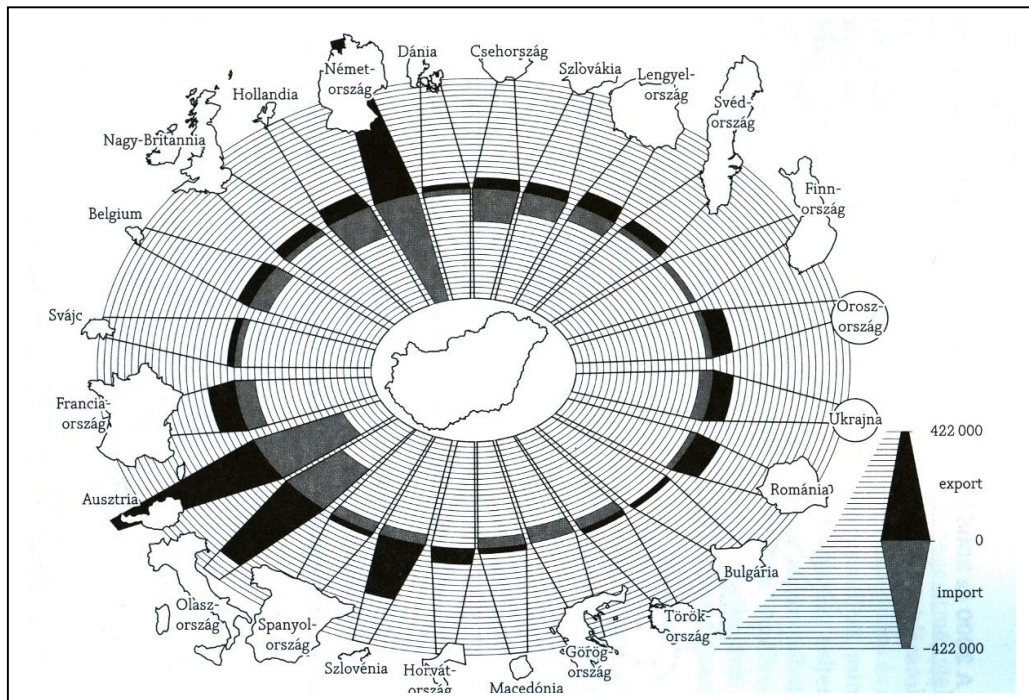 Dánia
Csehország
Szlovákia
Lengyel-
ország
Svéd-
ország
Finn-
ország
Orosz-
ország
Ukrajna
Románia
Bulgária
Török-
ország
Görög-
ország
Macedónia
Horvát-
ország
Szlovénia
Spanyol-
ország
Olasz-
ország
Ausztria
Francia-
ország
Svájc
Belgium
Nagy-Britannia
Hollandia
Német-
ország
422 000
export
0
import
–422 000